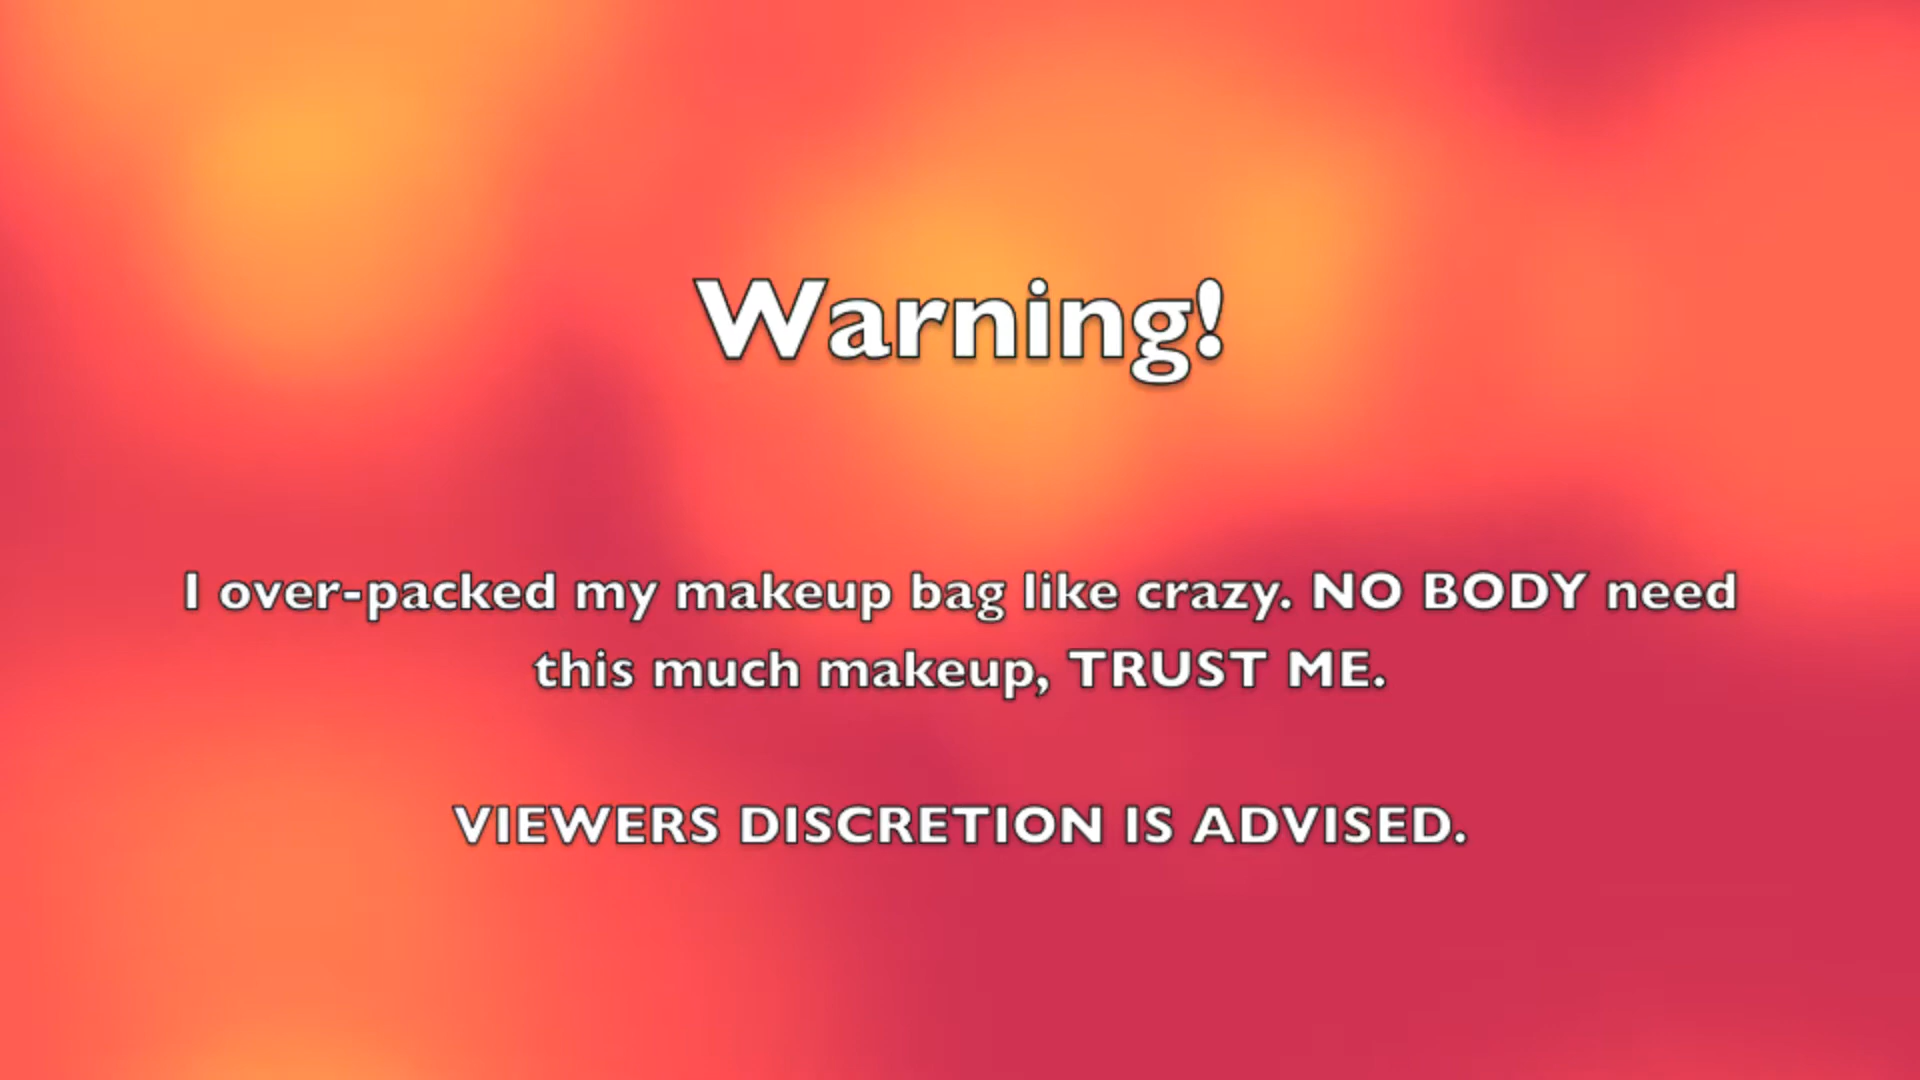 Warning!
I over-packed my makeup bag like crazy. NO BODY need
this much makeup, TRUST ME.
VIEWERS DISCRETION IS ADVISED.